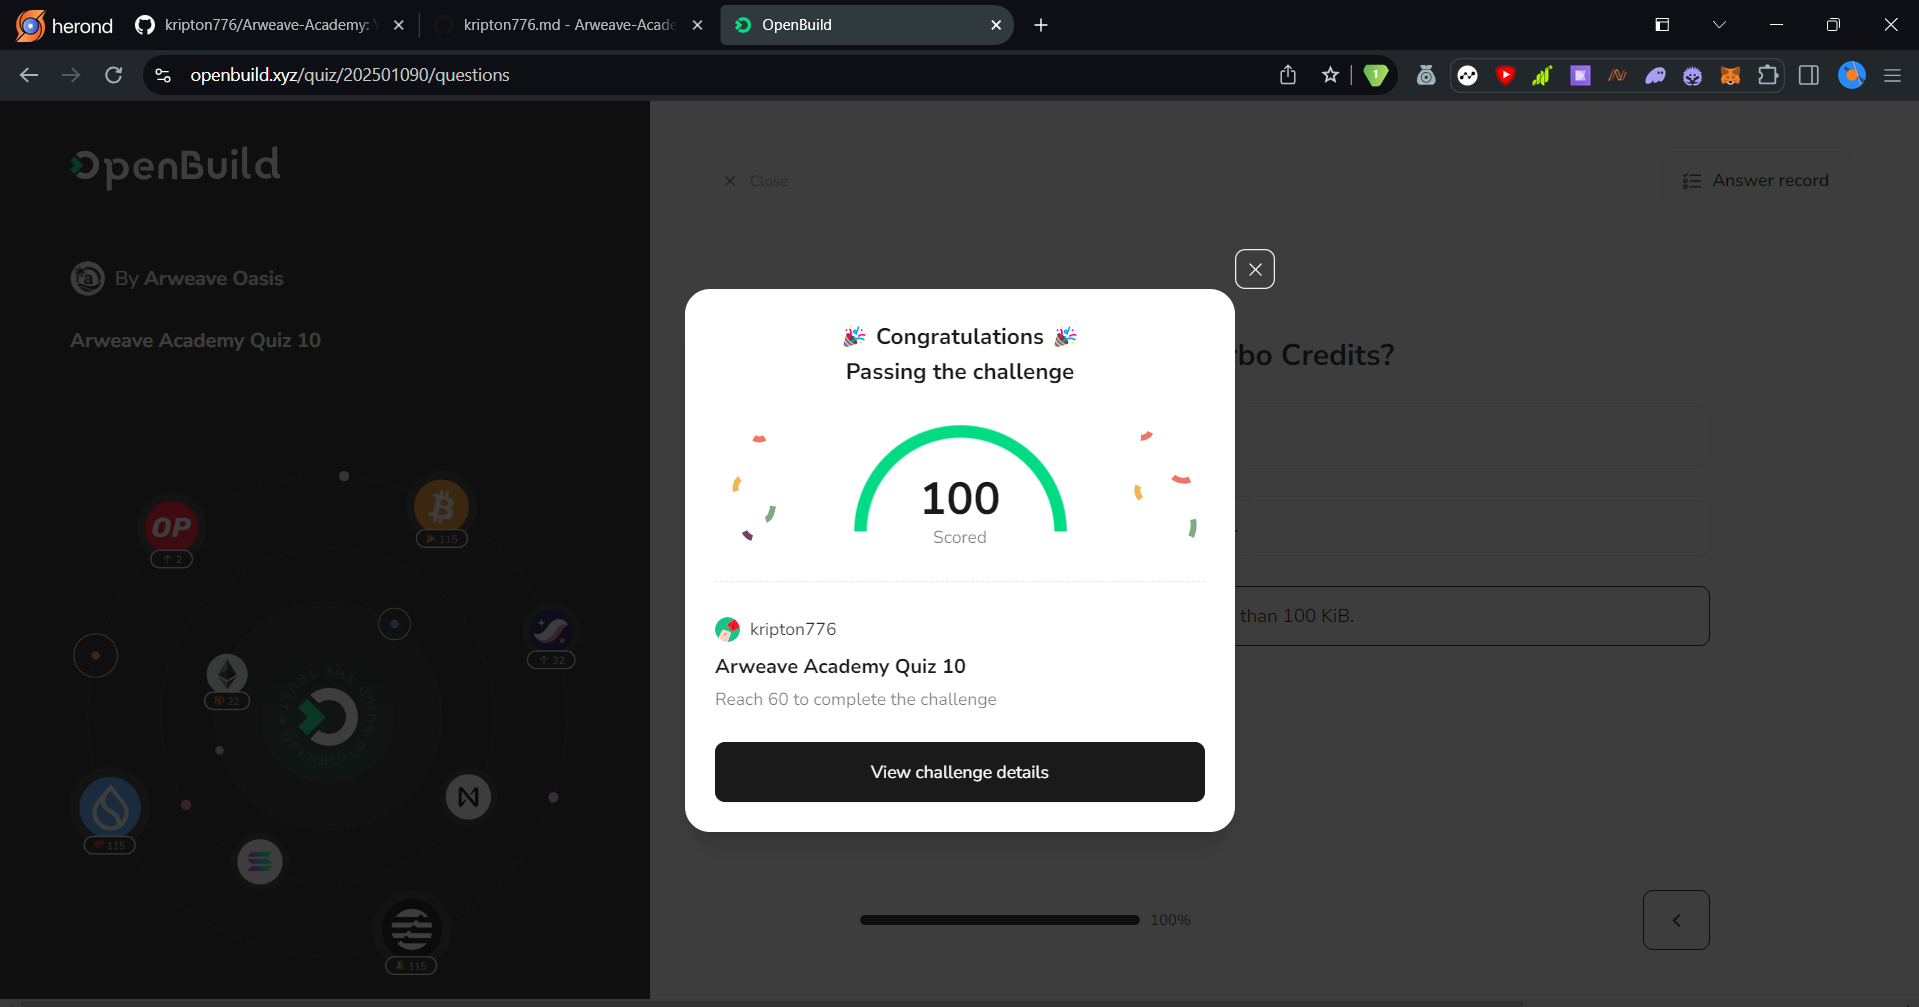 herond
kripton776/Arweave-Academy:
kripton776.md - Arweave-Acade
OpenBuild
openbuild.xyz/quiz/202501090/questions
1
OpenBuild
Close
Answer record
By Arweave Oasis
Arweave Academy Quiz 10
🎉 Congratulations 🎉
Passing the challenge
rbo Credits?
100
Scored
than 100 KiB.
kripton776
Arweave Academy Quiz 10
Reach 60 to complete the challenge
View challenge details
OP
2
115
32
22
115
115
100%